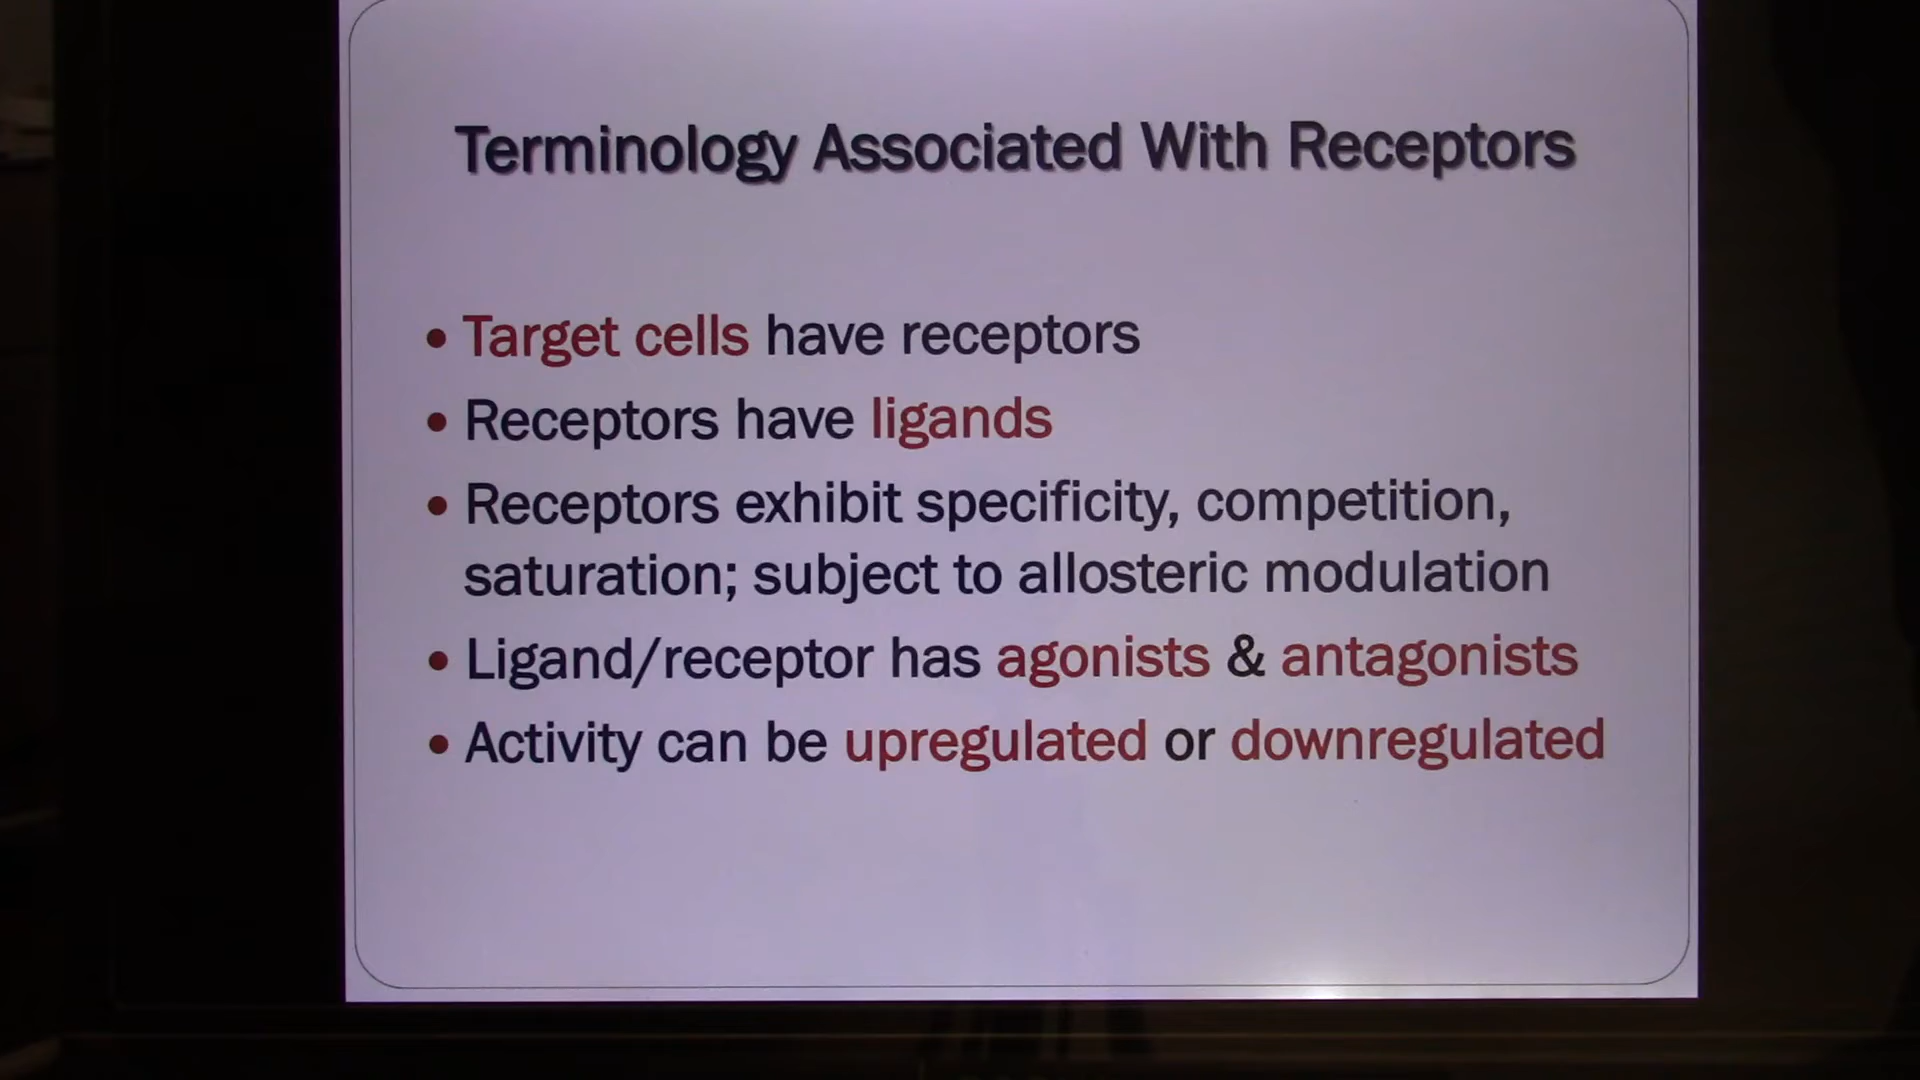 Terminology Associated With Receptors
• Target cells have receptors
• Receptors have ligands
• Receptors exhibit specificity, competition,
saturation; subject to allosteric modulation
• Ligand/receptor has agonists & antagonists
• Activity can be upregulated or downregulated